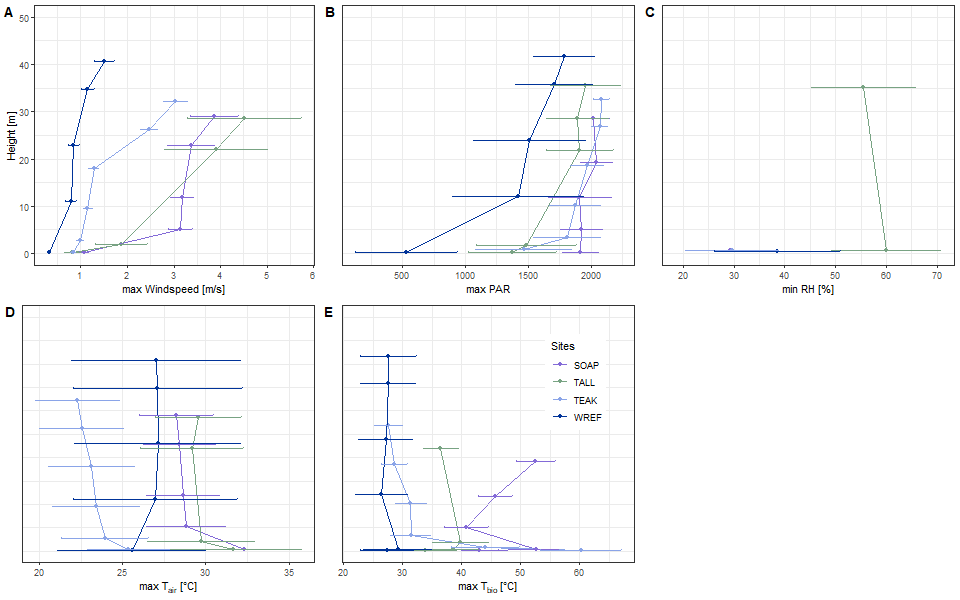 A
B
C
Height [m]
50
40
30
20
10
0
1
2
3
4
5
6
max Windspeed [m/s]
500
1000
1500
2000
max PAR
20
30
40
50
60
70
min RH [%]
D
E
20
25
30
35
max Tair [°C]
Sites
SOAP
TALL
TEAK
WREF
20
30
40
50
60
max Tbio [°C]